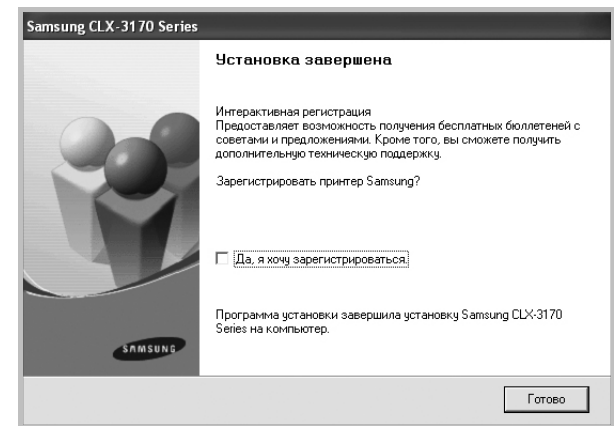 Samsung CLX-3170 Series
Установка завершена
Интерактивная регистрация
Предоставляет возможность получения бесплатных бюллетеней с
советами и предложениями. Кроме того, вы сможете получить
дополнительную техническую поддержку.
Зарегистрировать принтер Samsung?
Да, я хочу зарегистрироваться.
Программа установки завершила установку Samsung CLX-3170
Series на компьютер.
SAMSUNG
Готово